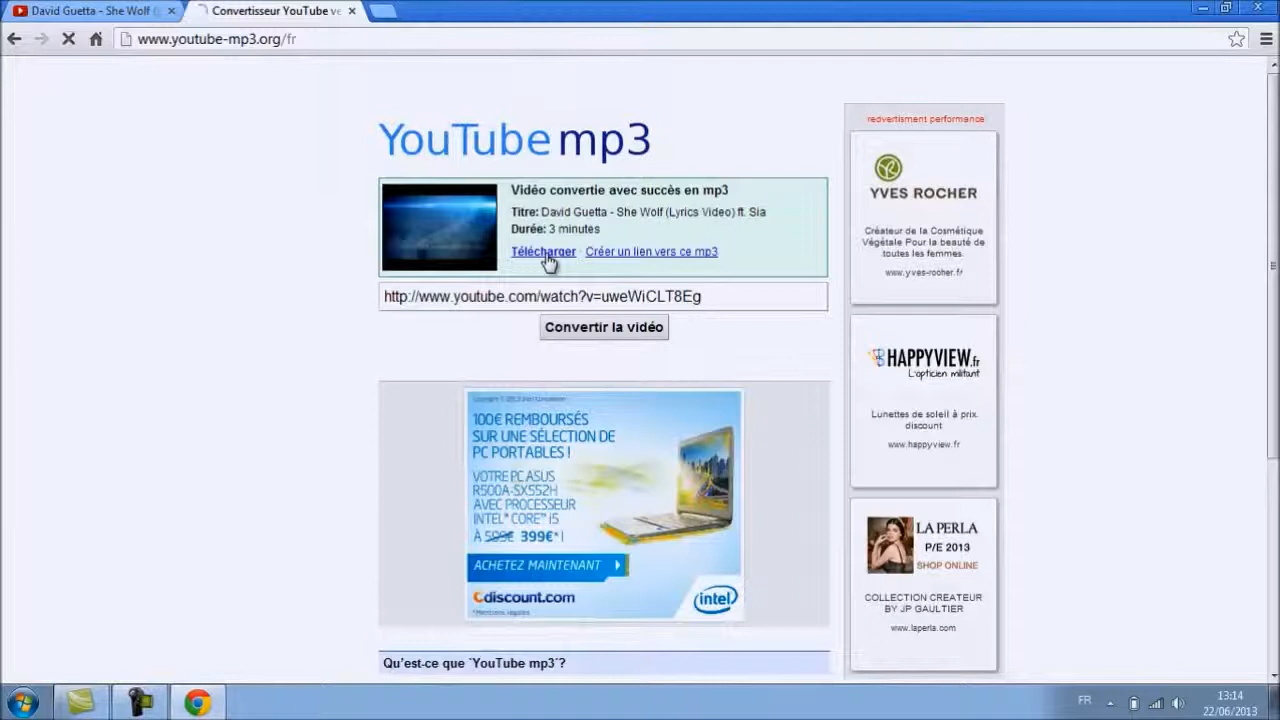 David Guetta - She Wolf (
Convertisseur YouTube ve
www.youtube-mp3.org/fr
YouTube mp3
Vidéo convertie avec succès en mp3
Titre: David Guetta - She Wolf (Lyrics Video) ft. Sia
Durée: 3 minutes
Télécharger · Créer un lien vers ce mp3
http://www.youtube.com/watch?v=uweWiCLT8Eg
Convertir la vidéo
100€ REMBOURSÉS
SUR UNE SÉLECTION DE
PC PORTABLES !
VOTRE PC ASUS
R500A-SX552H
AVEC PROCESSEUR
INTEL® CORE™ i5
À 599€ 399€*!
ACHETEZ MAINTENANT
Cdiscount.com
*Mentions légales
intel
Qu'est-ce que 'YouTube mp3'?
redvertisment performance
YVES ROCHER
Créateur de la Cosmétique
Végétale Pour la beauté de
toutes les femmes.
www.yves-rocher.fr
HAPPYVIEW.fr
L'opticien militant
Lunettes de soleil à prix
discount
www.happyview.fr
LA PERLA
P/E 2013
SHOP ONLINE
COLLECTION CREATEUR
BY JP GAULTIER
www.laperla.com
FR
13:14
22/06/2013